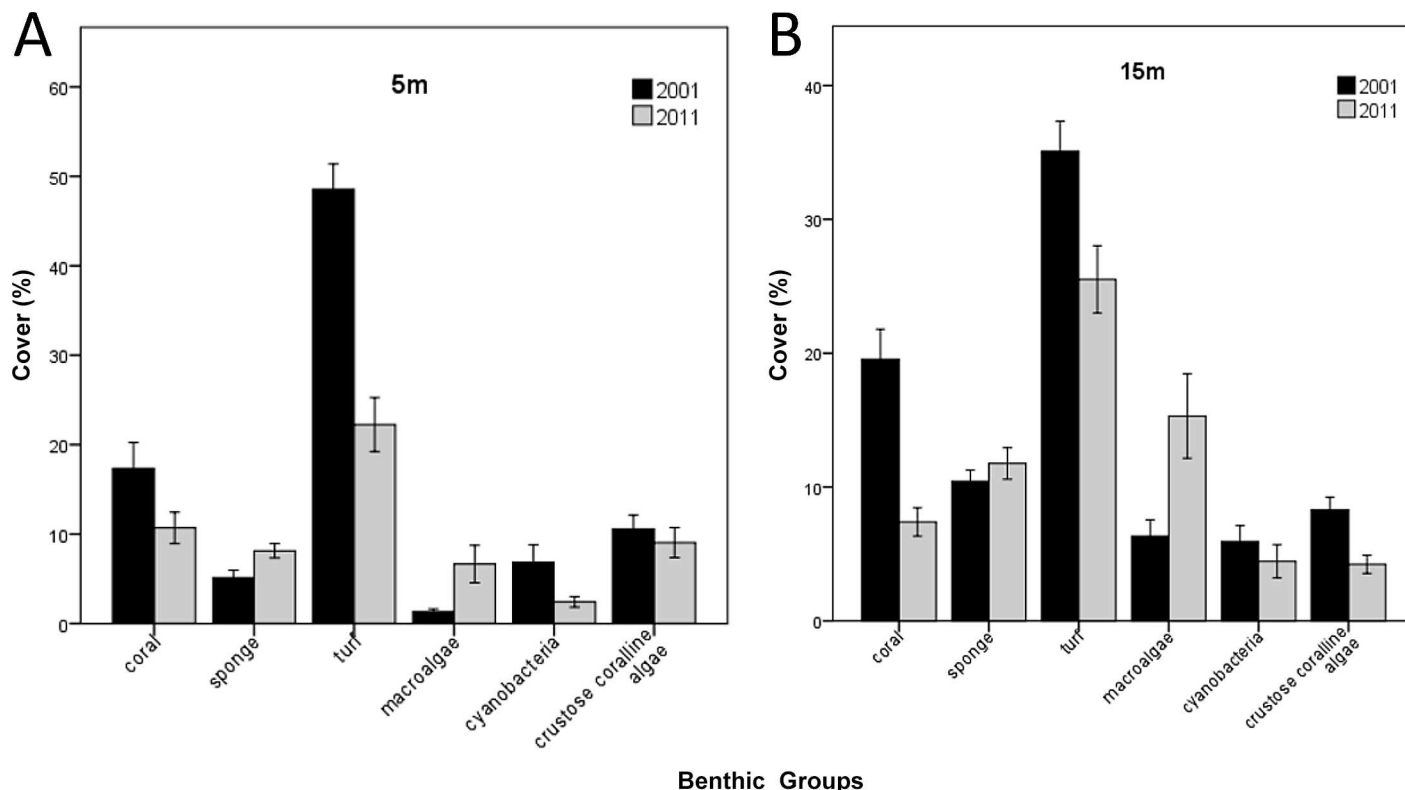 A
5m
2001
2011
60
50
40
30
20
10
0
Cover (%)
coral
sponge
turf
macroalgae
cyanobacteria
crustose coralline
algae
B
15m
2001
2011
40
30
20
10
0
Cover (%)
coral
sponge
turf
macroalgae
cyanobacteria
crustose coralline
algae
Benthic Groups